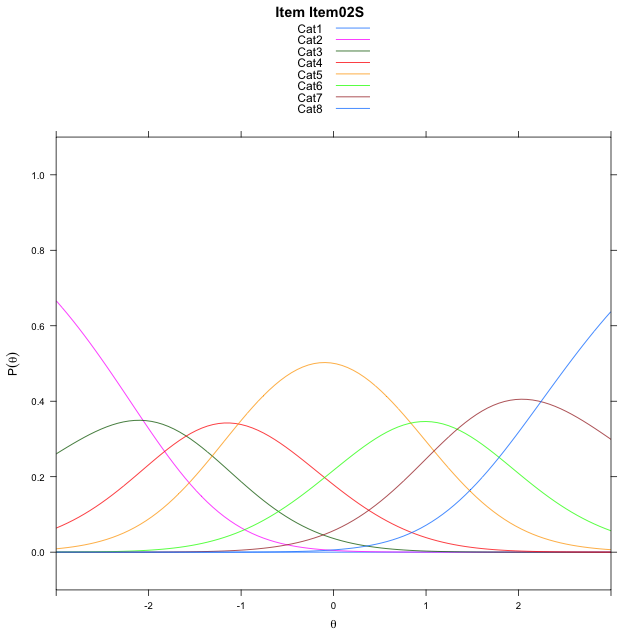 Item Item02S
Cat1
Cat2
Cat3
Cat4
Cat5
Cat6
Cat7
Cat8
1.0
0.8
0.6
0.4
0.2
0.0
P(θ)
-2 -1 0 1 2
θ